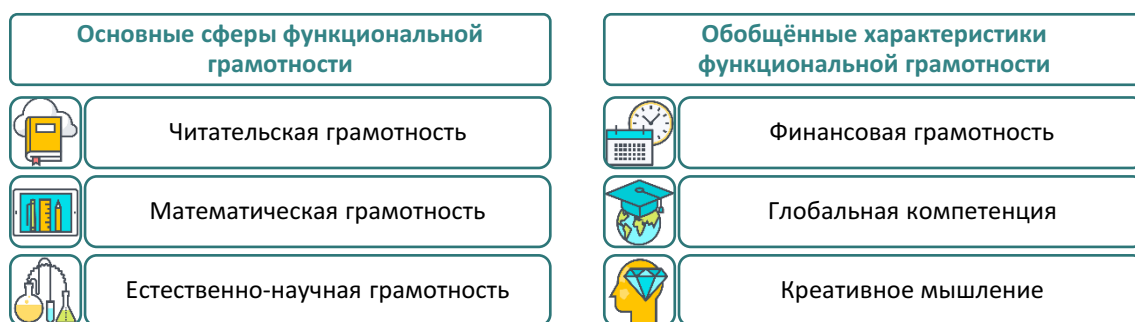 Основные сферы функциональной
грамотности
Читательская грамотность
Математическая грамотность
Естественно-научная грамотность
Обобщённые характеристики
функциональной грамотности
Финансовая грамотность
Глобальная компетенция
Креативное мышление